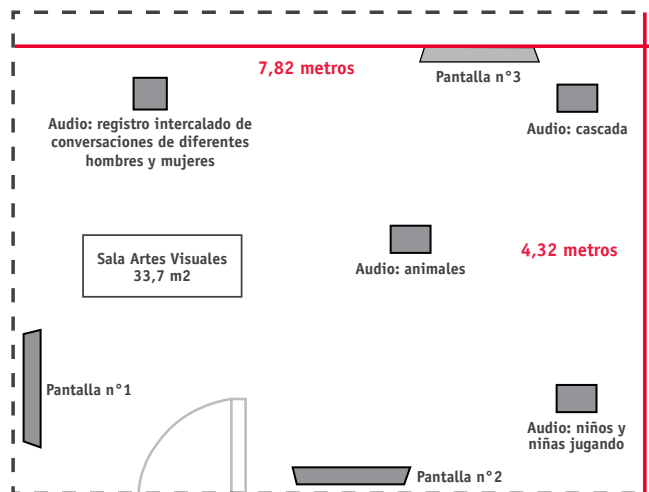 7,82 metros
Pantalla n°3
Audio: registro intercalado de
conversaciones de diferentes
hombres y mujeres
Audio: cascada
Sala Artes Visuales
33,7 m2
Audio: animales
4,32 metros
Pantalla n°1
Audio: niños y
niñas jugando
Pantalla n°2